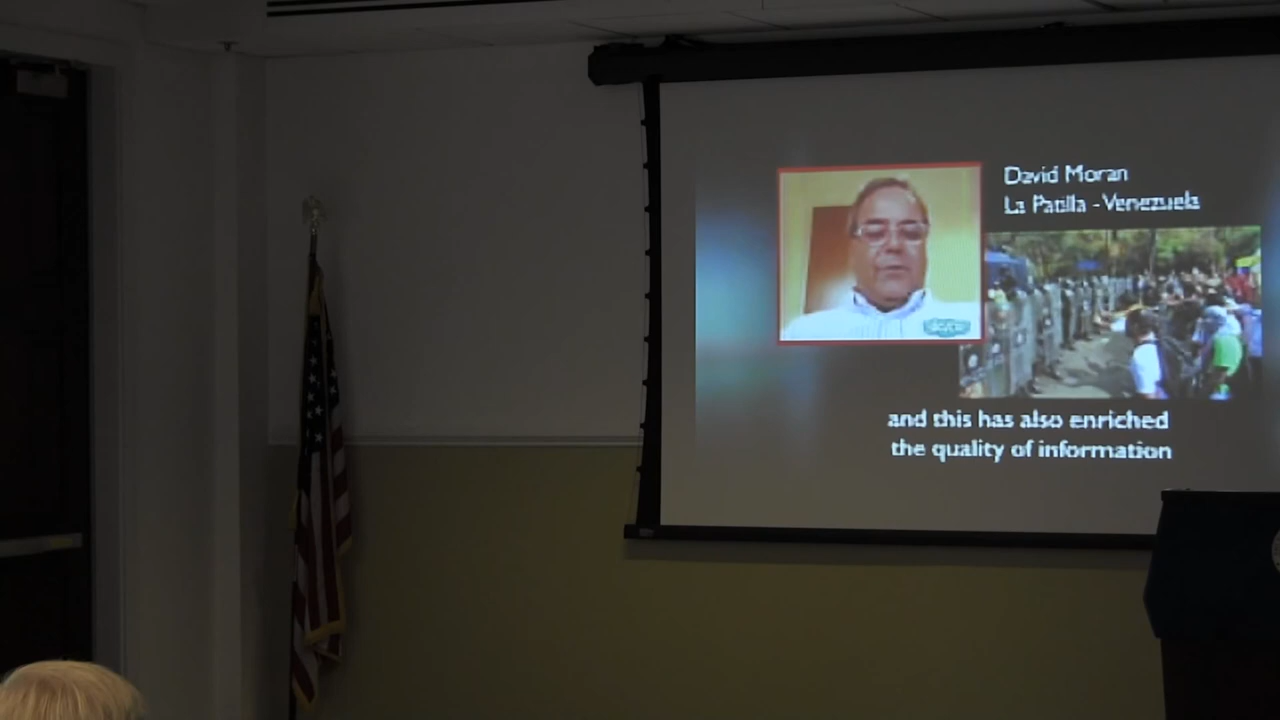 David Moran
La Patilla - Venezuela
and this has also enriched
the quality of information